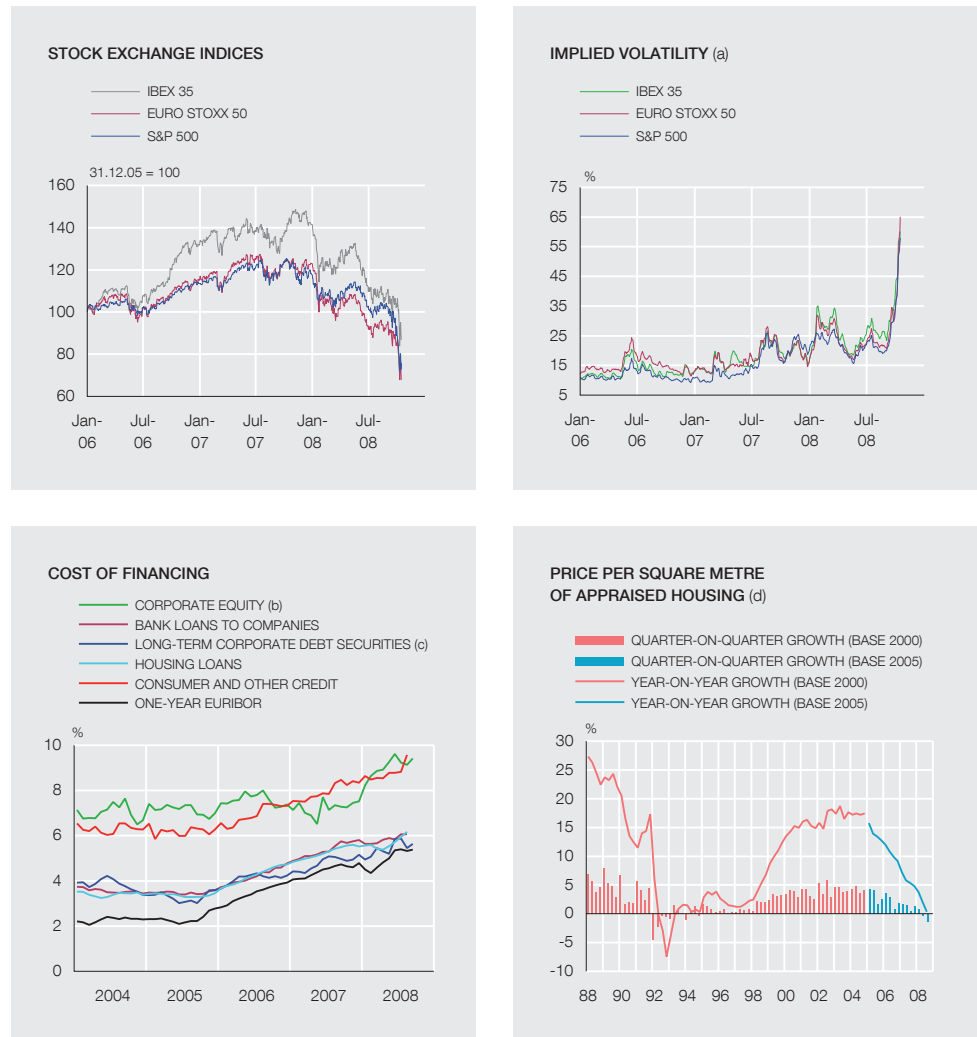 STOCK EXCHANGE INDICES
IBEX 35
EURO STOXX 50
S&P 500
31.12.05 = 100
160
140
120
100
80
60
Jan-06 Jul-06 Jan-07 Jul-07 Jan-08 Jul-08
IMPLIED VOLATILITY (a)
IBEX 35
EURO STOXX 50
S&P 500
%
75
65
55
45
35
25
15
5
Jan-06 Jul-06 Jan-07 Jul-07 Jan-08 Jul-08
COST OF FINANCING
CORPORATE EQUITY (b)
BANK LOANS TO COMPANIES
LONG-TERM CORPORATE DEBT SECURITIES (c)
HOUSING LOANS
CONSUMER AND OTHER CREDIT
ONE-YEAR EURIBOR
%
10
8
6
4
2
0
2004 2005 2006 2007 2008
PRICE PER SQUARE METRE
OF APPRAISED HOUSING (d)
QUARTER-ON-QUARTER GROWTH (BASE 2000)
QUARTER-ON-QUARTER GROWTH (BASE 2005)
YEAR-ON-YEAR GROWTH (BASE 2000)
YEAR-ON-YEAR GROWTH (BASE 2005)
%
30
25
20
15
10
5
0
-5
-10
88 90 92 94 96 98 00 02 04 06 08